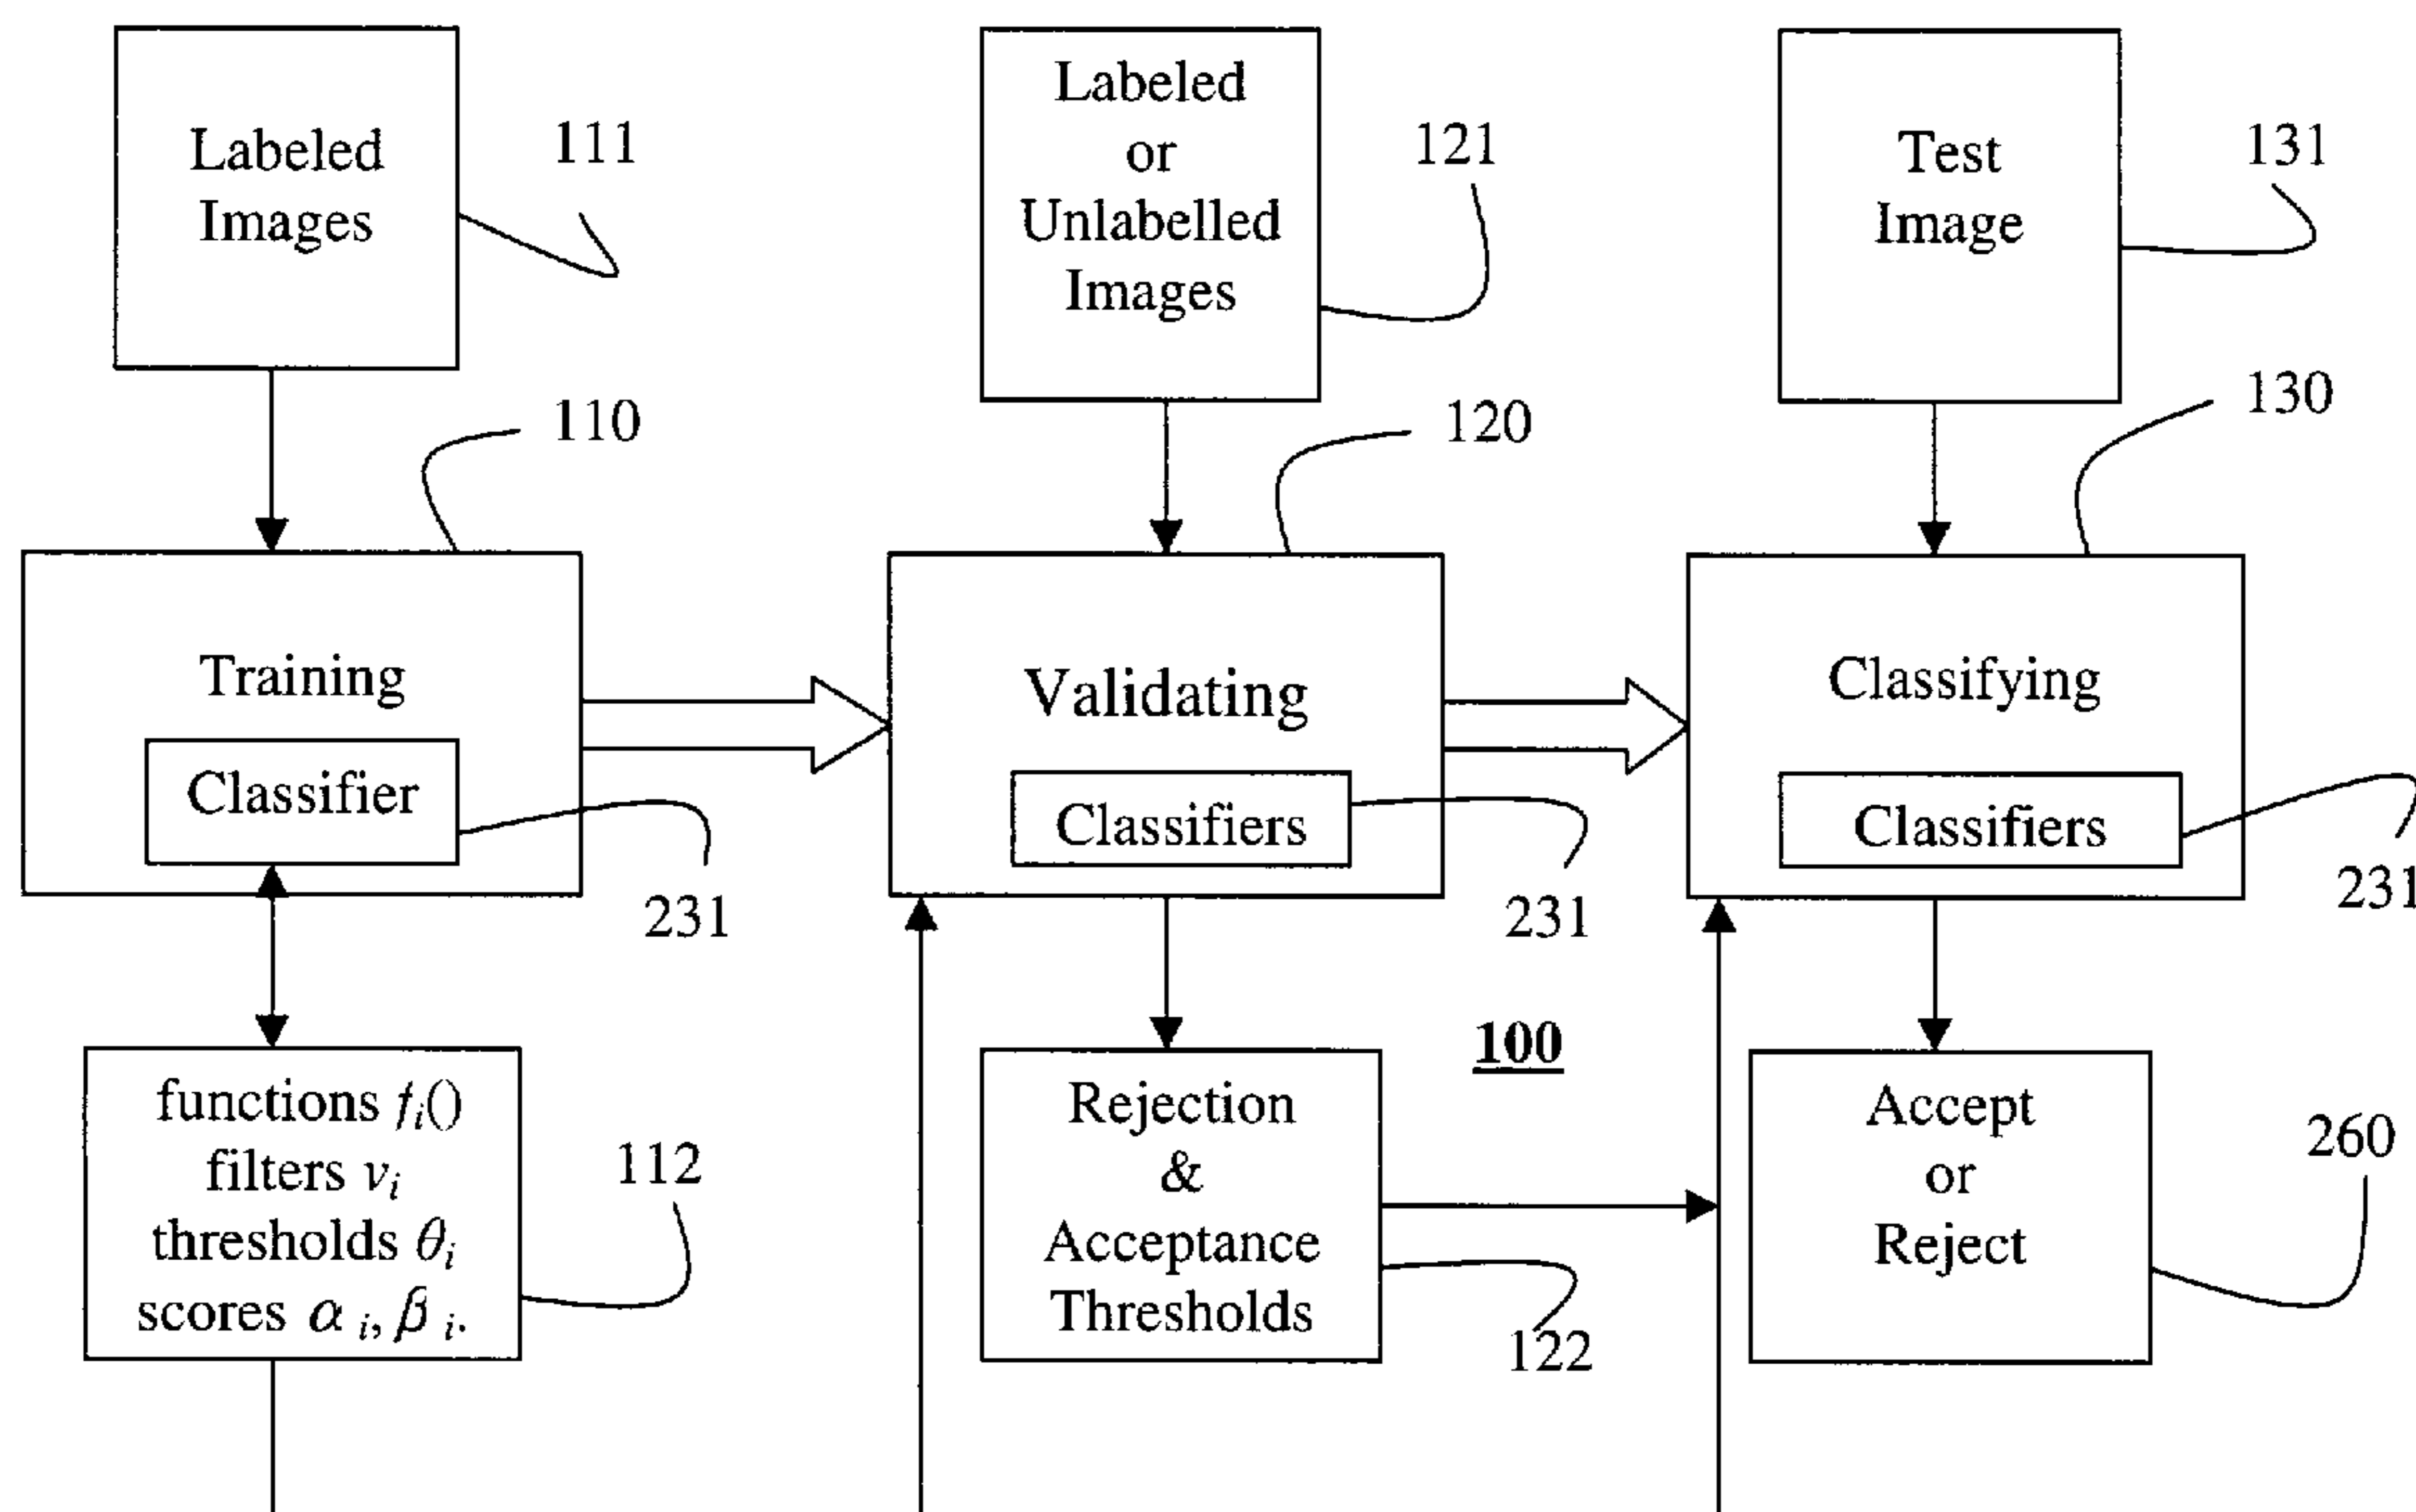 Labeled
Images
111
Labeled
or
Unlabelled
Images
121
Test
Image
131
110
120
130
Training
Classifier
231
Validating
Classifiers
231
Classifying
Classifiers
231
functions fi()
filters vi
thresholds θi
scores α i, β i.
112
Rejection
&
Acceptance
Thresholds
122
100
Accept
or
Reject
260